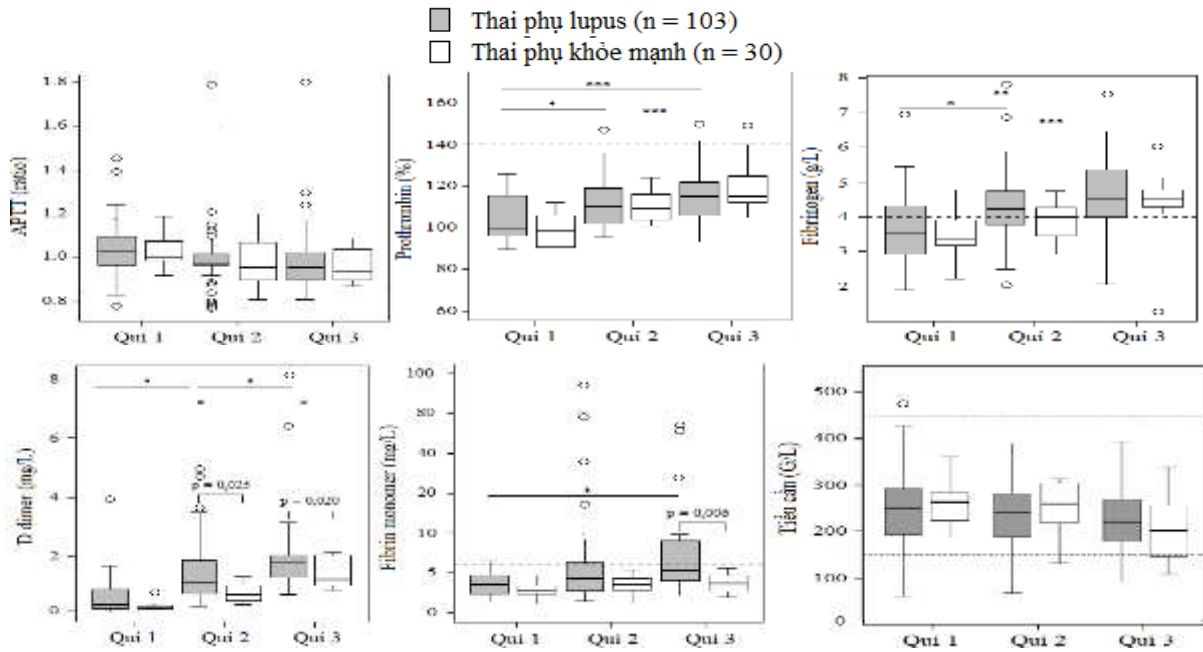 Thai phụ lupus (n = 103)
Thai phụ khỏe mạnh (n = 30)
APTT (ratio)
1.8
1.6
1.4
1.2
1.0
0.8
Qui 1 Qui 2 Qui 3
Prothrombin (%)
160
140
120
100
80
60
*
***
***
Qui 1 Qui 2 Qui 3
Fibrinogen (g/L)
8
7
6
5
4
3
2
*
**
***
Qui 1 Qui 2 Qui 3
D dimer (mg/L)
8
6
4
2
0
* *
* *
p = 0,025
p = 0,020
Qui 1 Qui 2 Qui 3
Fibrin monomer (mg/L)
100
80
60
40
20
10
5
0
*
p = 0,006
Qui 1 Qui 2 Qui 3
Tiểu cầu (G/L)
500
400
300
200
100
0
Qui 1 Qui 2 Qui 3